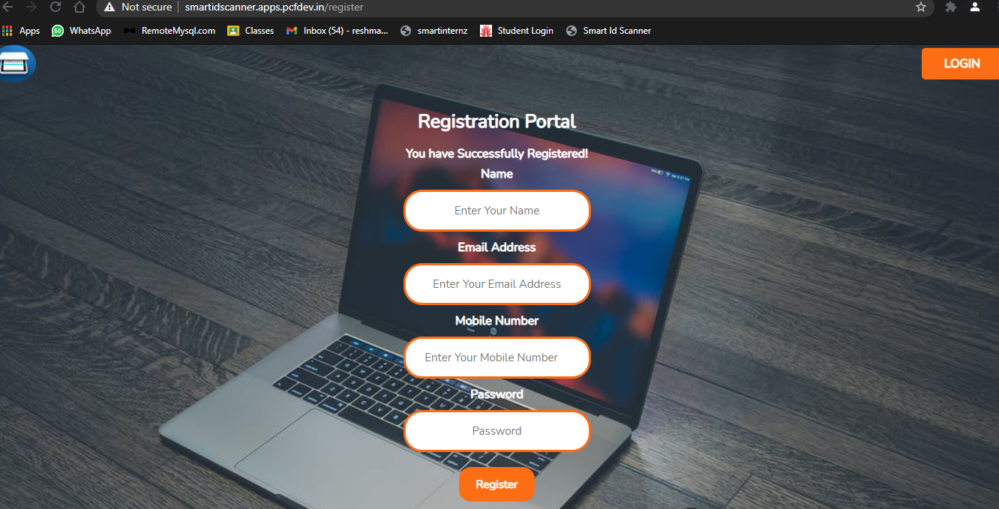 Not secure | smartidscanner.apps.pcfdev.in/register
Apps 60 WhatsApp RemoteMysql.com Classes Inbox (54) - reshma... smartinternz Student Login Smart Id Scanner
LOGIN
Registration Portal
You have Successfully Registered!
Name
Enter Your Name
Email Address
Enter Your Email Address
Mobile Number
Enter Your Mobile Number
Password
Password
Register